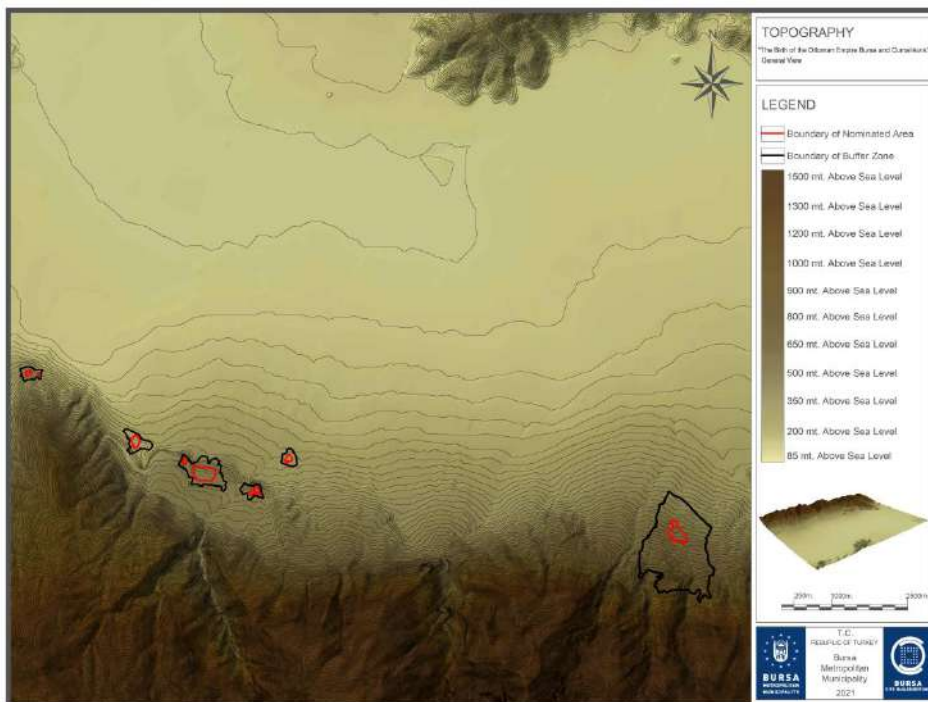 N
TOPOGRAPHY
"The Birth of the Ottoman Empire Bursa and Cumalıkızık"
General View
LEGEND
Boundary of Nominated Area
Boundary of Buffer Zone
1500 mt. Above Sea Level
1300 mt. Above Sea Level
1200 mt. Above Sea Level
1000 mt. Above Sea Level
900 mt. Above Sea Level
800 mt. Above Sea Level
650 mt. Above Sea Level
500 mt. Above Sea Level
350 mt. Above Sea Level
200 mt. Above Sea Level
85 mt. Above Sea Level
BURSA
METROPOLITAN
MUNICIPALITY
T.C.
REPUBLIC OF TURKEY
Bursa
Metropolitan
Municipality
2021
BURSA